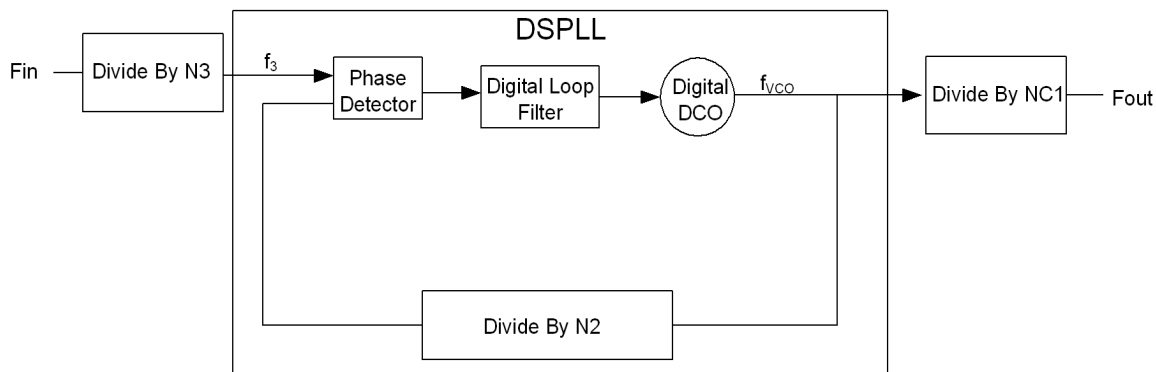 DSPLL
Fin
Divide By N3
f3
Phase
Detector
Digital Loop
Filter
Digital
DCO
fVCO
Divide By NC1
Fout
Divide By N2